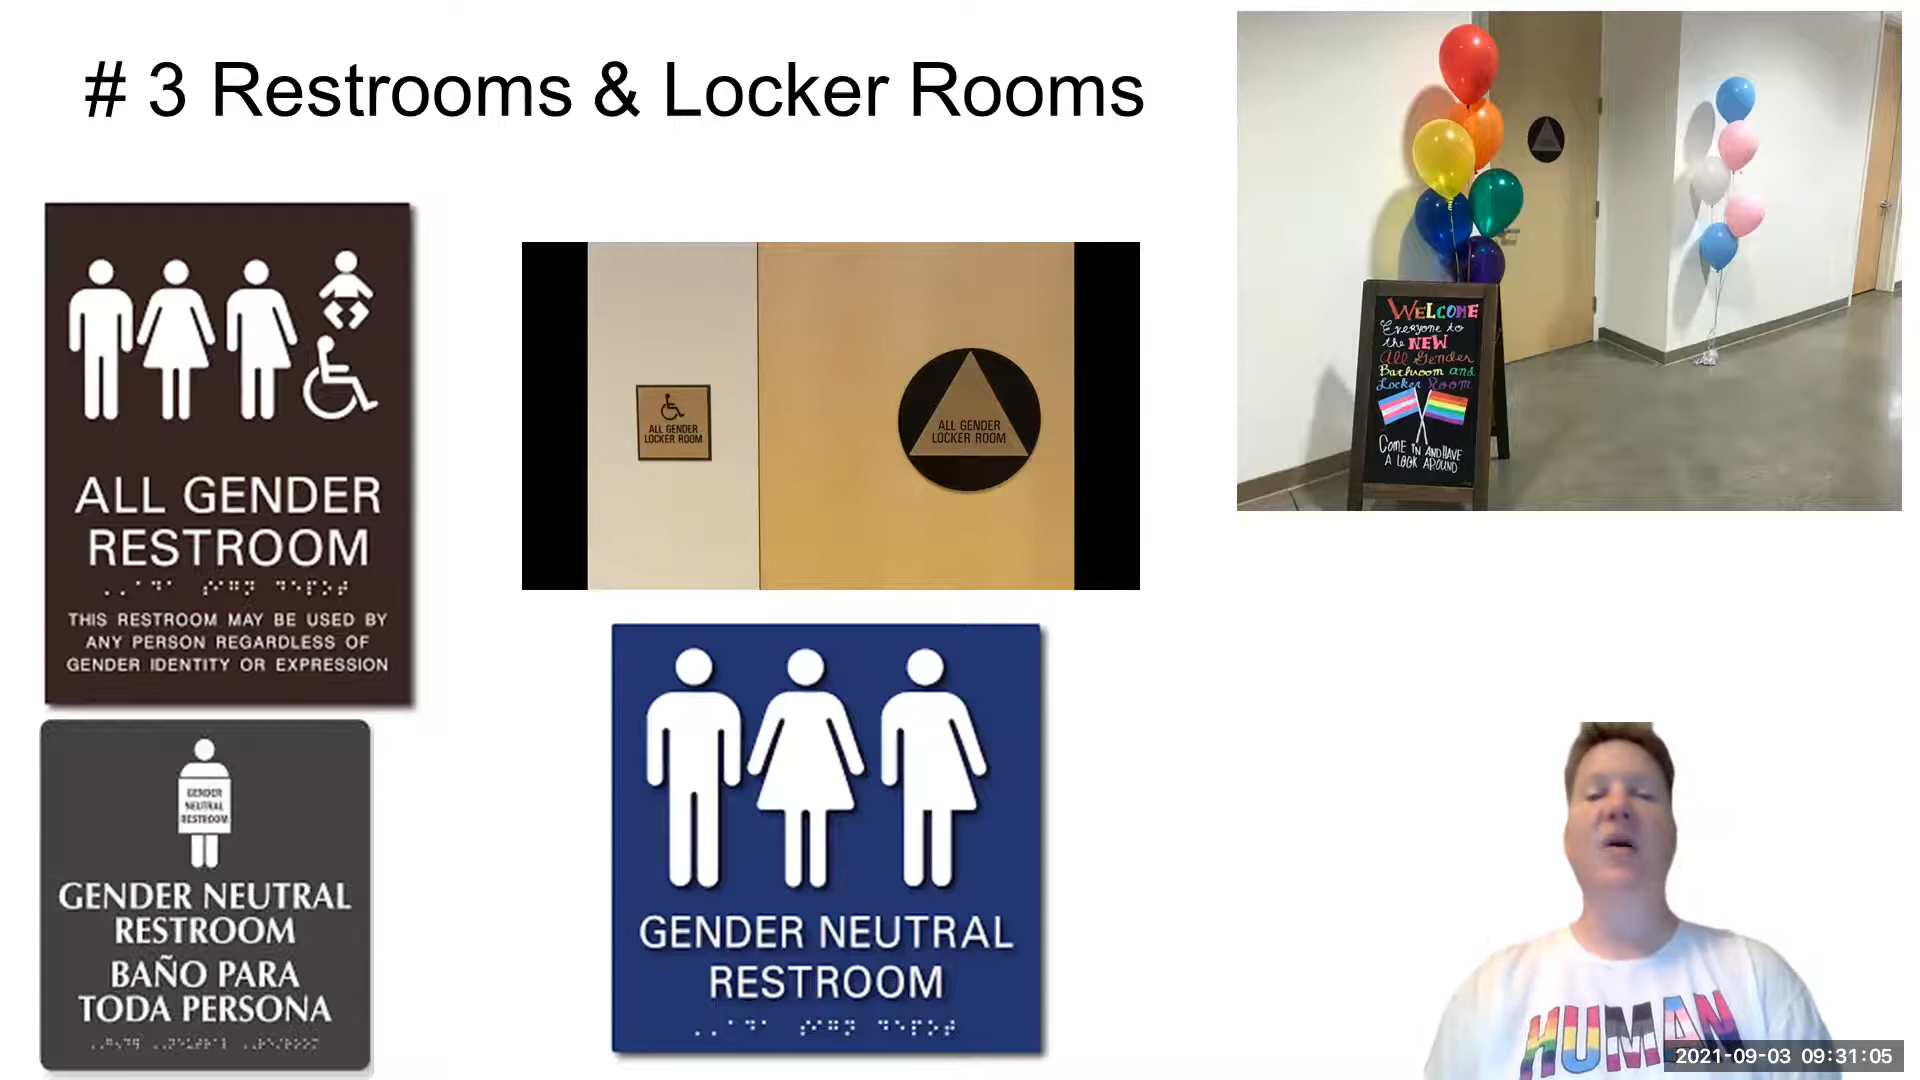 # 3 Restrooms & Locker Rooms
ALL GENDER
RESTROOM
THIS RESTROOM MAY BE USED BY
ANY PERSON REGARDLESS OF
GENDER IDENTITY OR EXPRESSION
GENDER
NEUTRAL
RESTROOM
GENDER NEUTRAL
RESTROOM
BAÑO PARA
TODA PERSONA
ALL GENDER
LOCKER ROOM
ALL GENDER
LOCKER ROOM
GENDER NEUTRAL
RESTROOM
WELCOME
Everyone to
the NEW
All Gender
Bathroom and
Locker Room
COME IN AND HAVE
A LOOK AROUND
HUMAN
2021-09-03 09:31:05